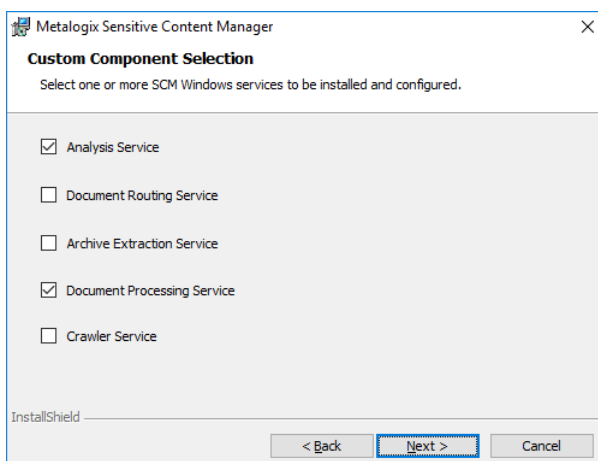 Metalogix Sensitive Content Manager
Custom Component Selection
Select one or more SCM Windows services to be installed and configured.
Analysis Service
Document Routing Service
Archive Extraction Service
Document Processing Service
Crawler Service
InstallShield
< Back Next > Cancel